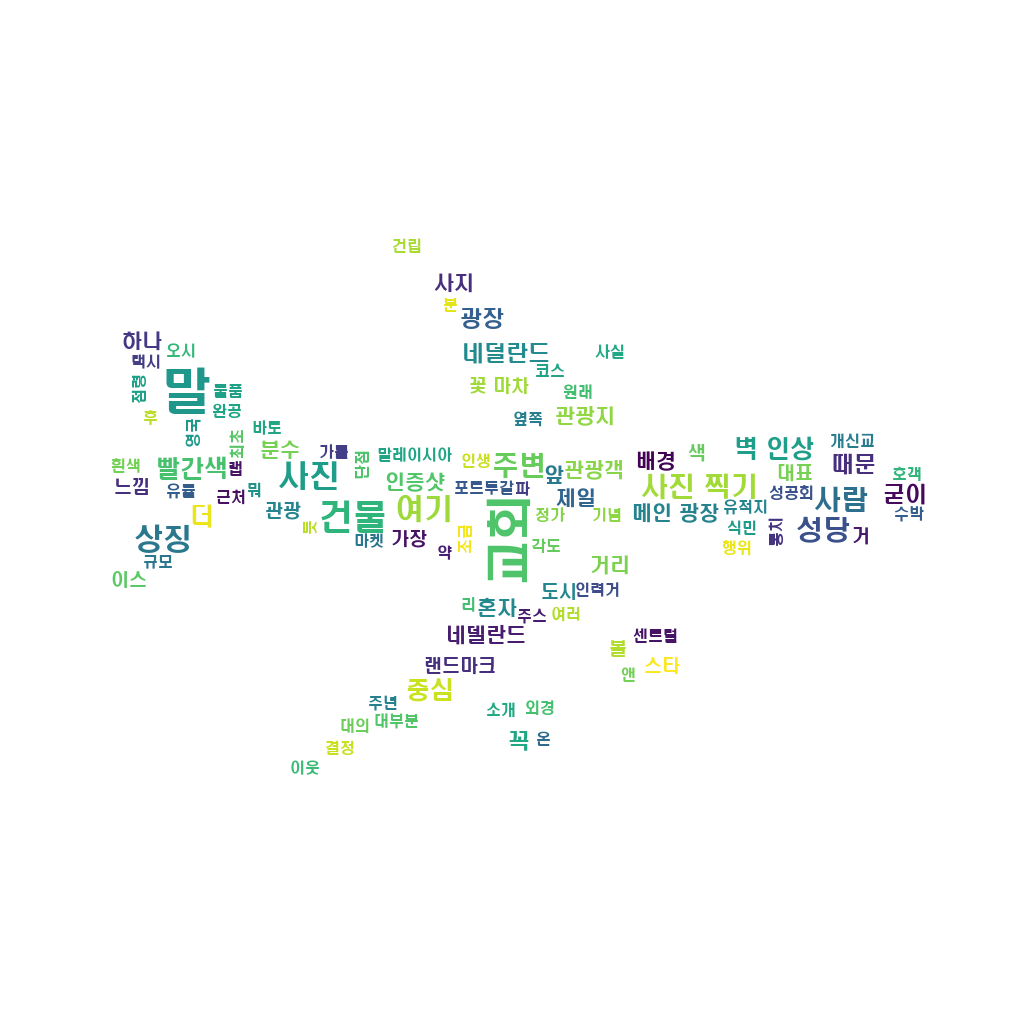 건립
사지
분
광장
하나
네덜란드
오시
사실
택시
코스
말
점령
물품
꽃 마차
원래
완공
후
옆쪽
관광지
영국
바토
최초
분수
가톨
벽 인상
개신교
색
말레이시아
단점
인생
주변
배경
흰색
빨간색
랩
사진
앞
관광객
대표
때문
호객
인증샷
느낌
유튤
근처
뭐
포트투갈파
제일
사진 찍기
성공회
사람
굳이
더
관광
건물
여기
교회
정가
기념
메인 광장
유적지
수박
듯
식민
통치
성당
거
상징
마켓
가장
조금
약
각도
행위
규모
이스
거리
도시
인력거
리
혼자
주스
여러
네델란드
볼
센트럴
랜드마크
앤
스타
중심
주년
소개
외경
대의
대부분
꼭
온
결정
이웃